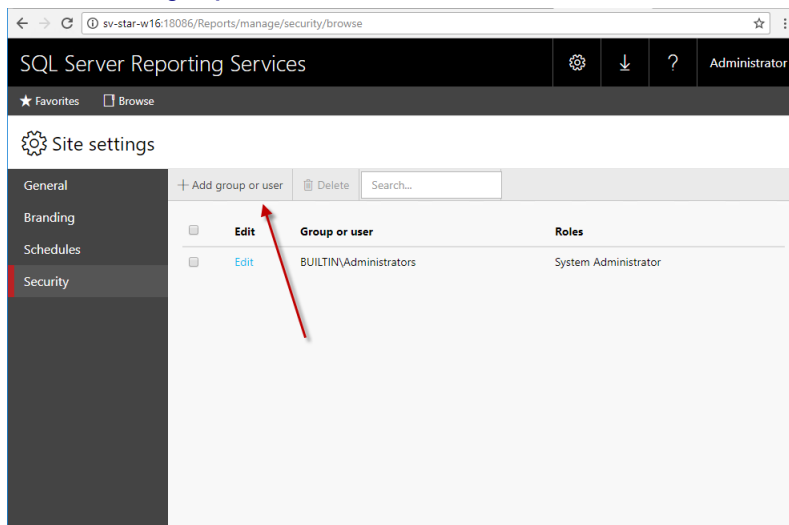 sv-star-w16:18086/Reports/manage/security/browse
SQL Server Reporting Services
?
Administrator
Favorites
Browse
Site settings
General
Branding
Schedules
Security
+ Add group or user
Delete
Search...
Edit Group or user Roles
Edit BUILTIN\Administrators System Administrator